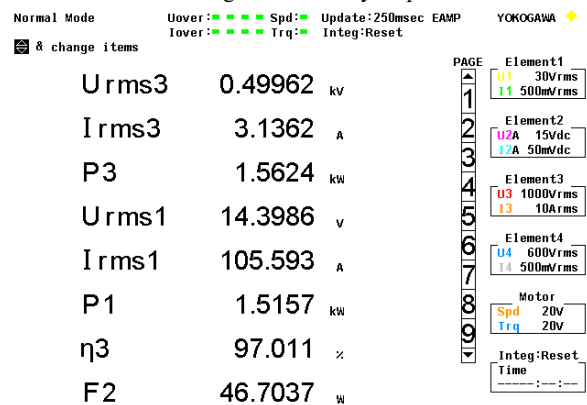 Normal Mode Uover:- - - - Spd:- Update:250msec EAMP YOKOGAWA
Iover:- - - - Trq:- Integ:Reset
& change items
PAGE
Urms3 0.49962 kV
Irms3 3.1362 A
P3 1.5624 kW
Urms1 14.3986 V
Irms1 105.593 A
P1 1.5157 kW
η3 97.011 %
F2 46.7037 W
1
2
3
4
5
6
7
8
9
Element1
U1 30Vrms
I1 500mVrms
Element2
U2A 15Vdc
I2A 50mVdc
Element3
U3 1000Vrms
I3 10Arms
Element4
U4 600Vrms
I4 500mVrms
Motor
Spd 20V
Trq 20V
Integ:Reset
Time
-----:--:--